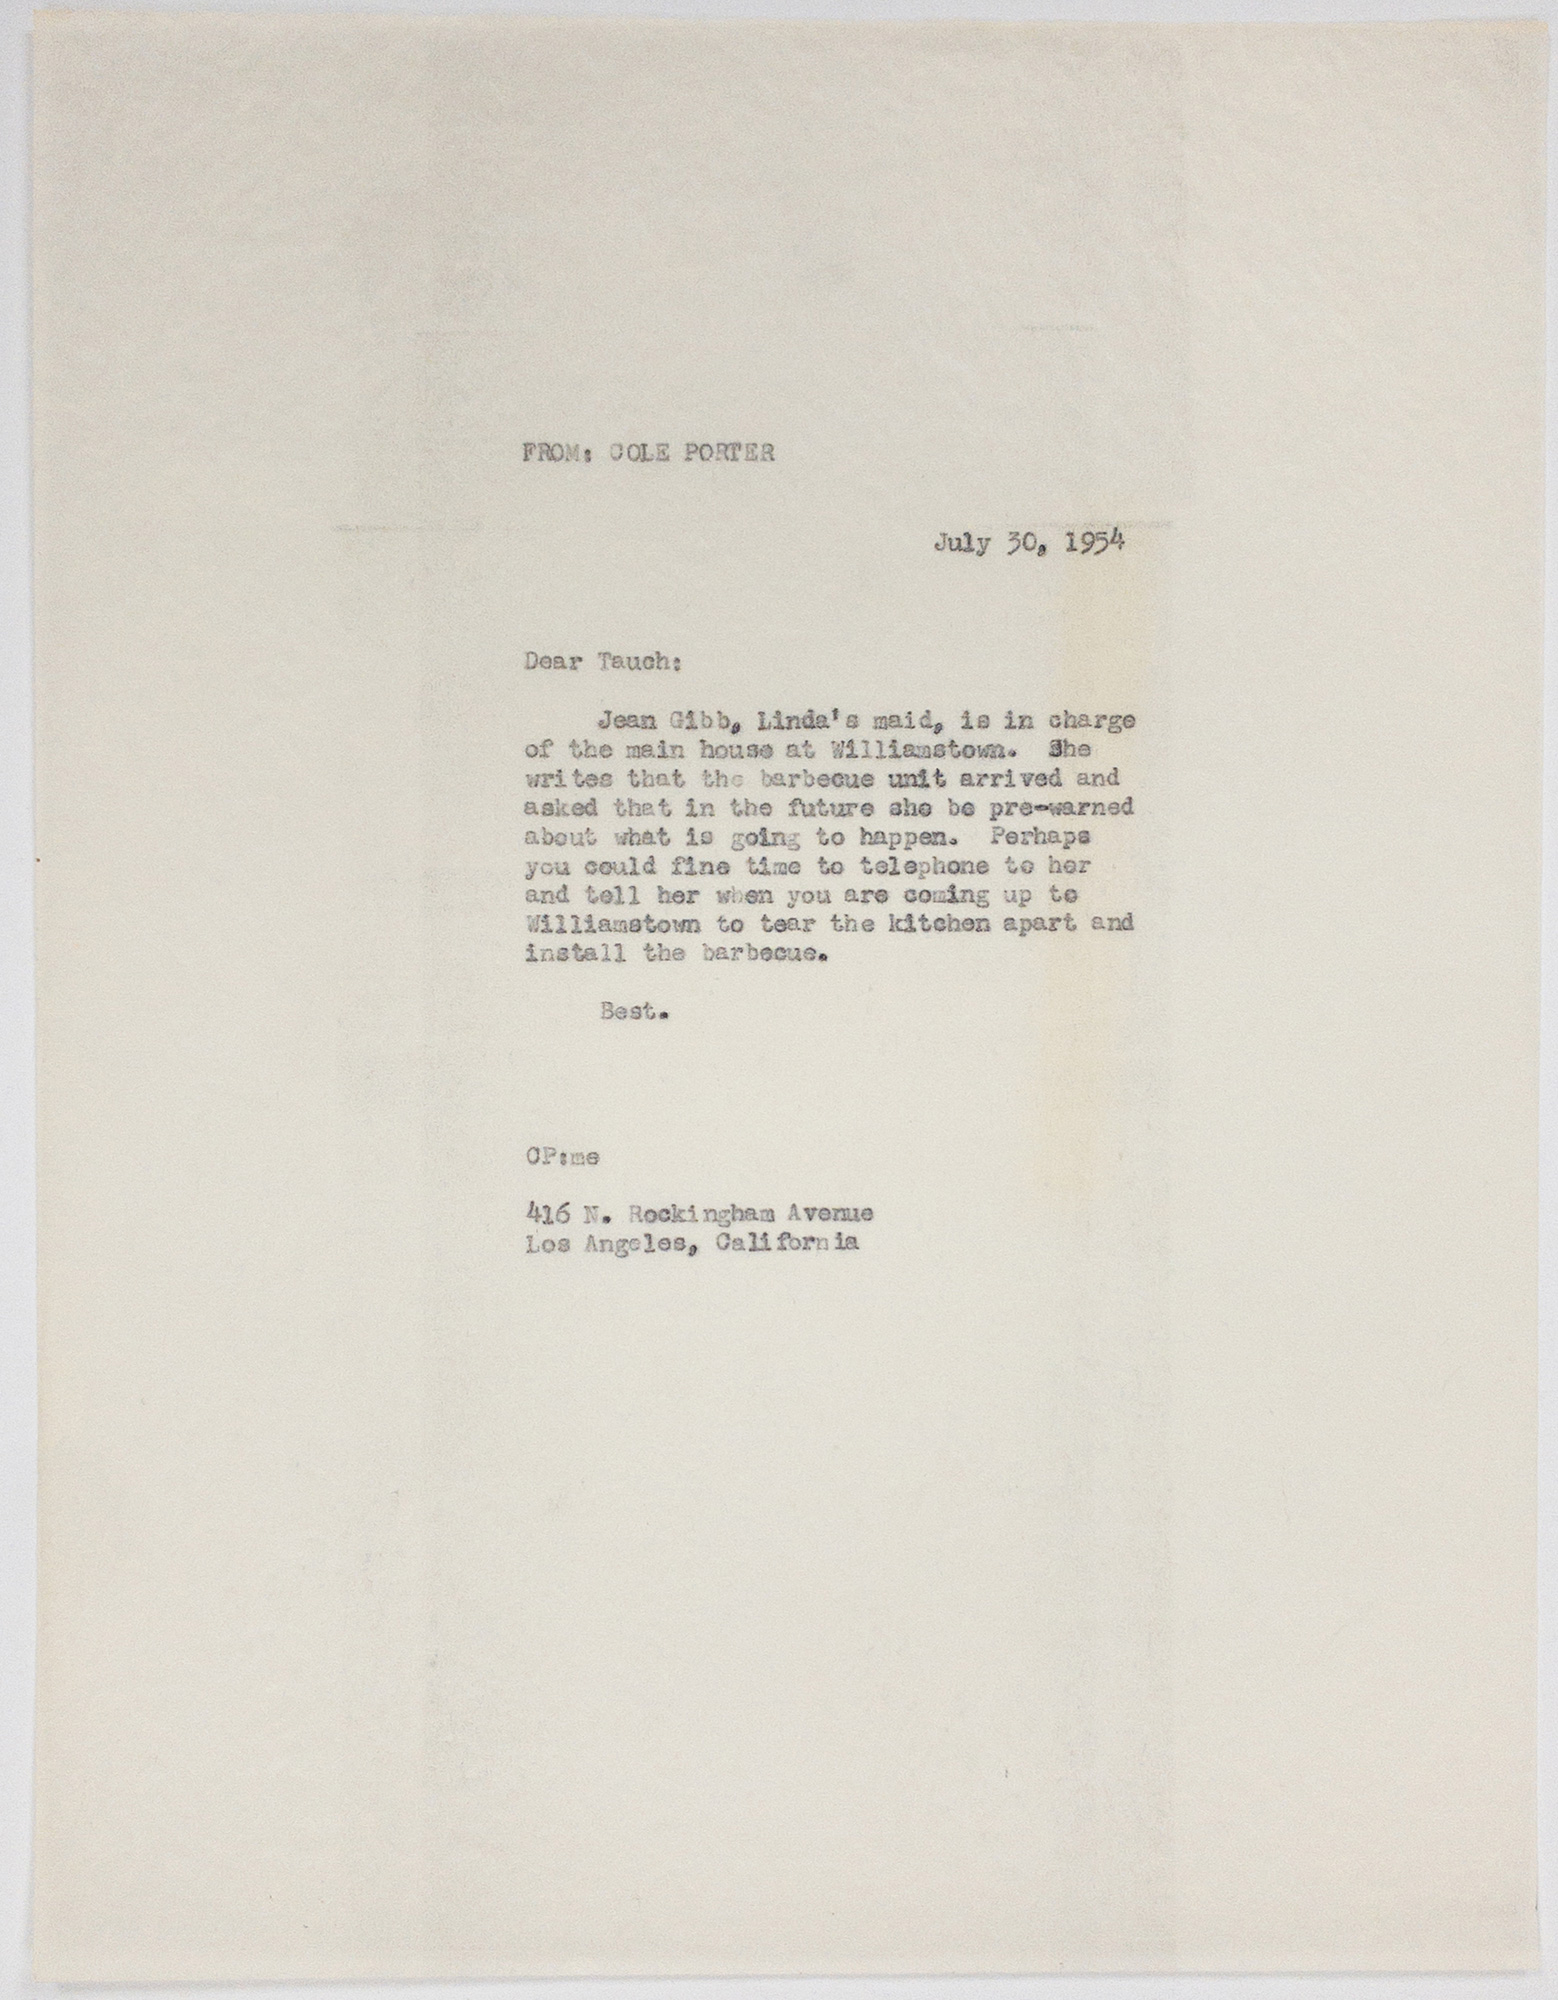 FROM: COLE PORTER
July 30, 1954
Dear Tauch:
Jean Gibb, Linda's maid, is in charge
of the main house at Williamstown. She
writes that the barbecue unit arrived and
asked that in the future she be pre-warned
about what is going to happen. Perhaps
you could fine time to telephone to her
and tell her when you are coming up to
Williamstown to tear the kitchen apart and
install the barbecue.
Best.
CP:me
416 N. Rockingham Avenue
Los Angeles, California